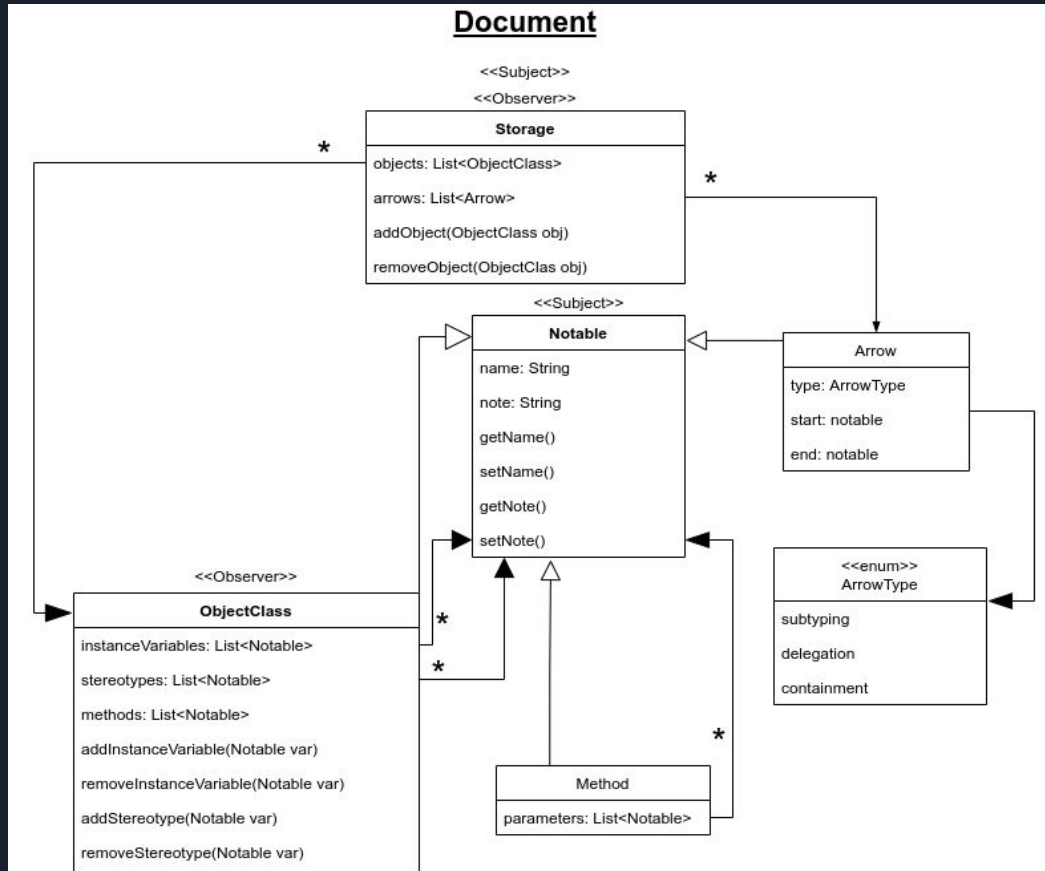 Document
<<Subject>>
<<Observer>>
Storage
objects: List<ObjectClass>
arrows: List<Arrow>
addObject(ObjectClass obj)
removeObject(ObjectClas obj)
*
*
<<Subject>>
Notable
name: String
note: String
getName()
setName()
getNote()
setNote()
Arrow
type: ArrowType
start: notable
end: notable
<<enum>>
ArrowType
subtyping
delegation
containment
<<Observer>>
ObjectClass
instanceVariables: List<Notable>
stereotypes: List<Notable>
methods: List<Notable>
addInstanceVariable(Notable var)
removeInstanceVariable(Notable var)
addStereotype(Notable var)
removeStereotype(Notable var)
*
*
Method
parameters: List<Notable>
*